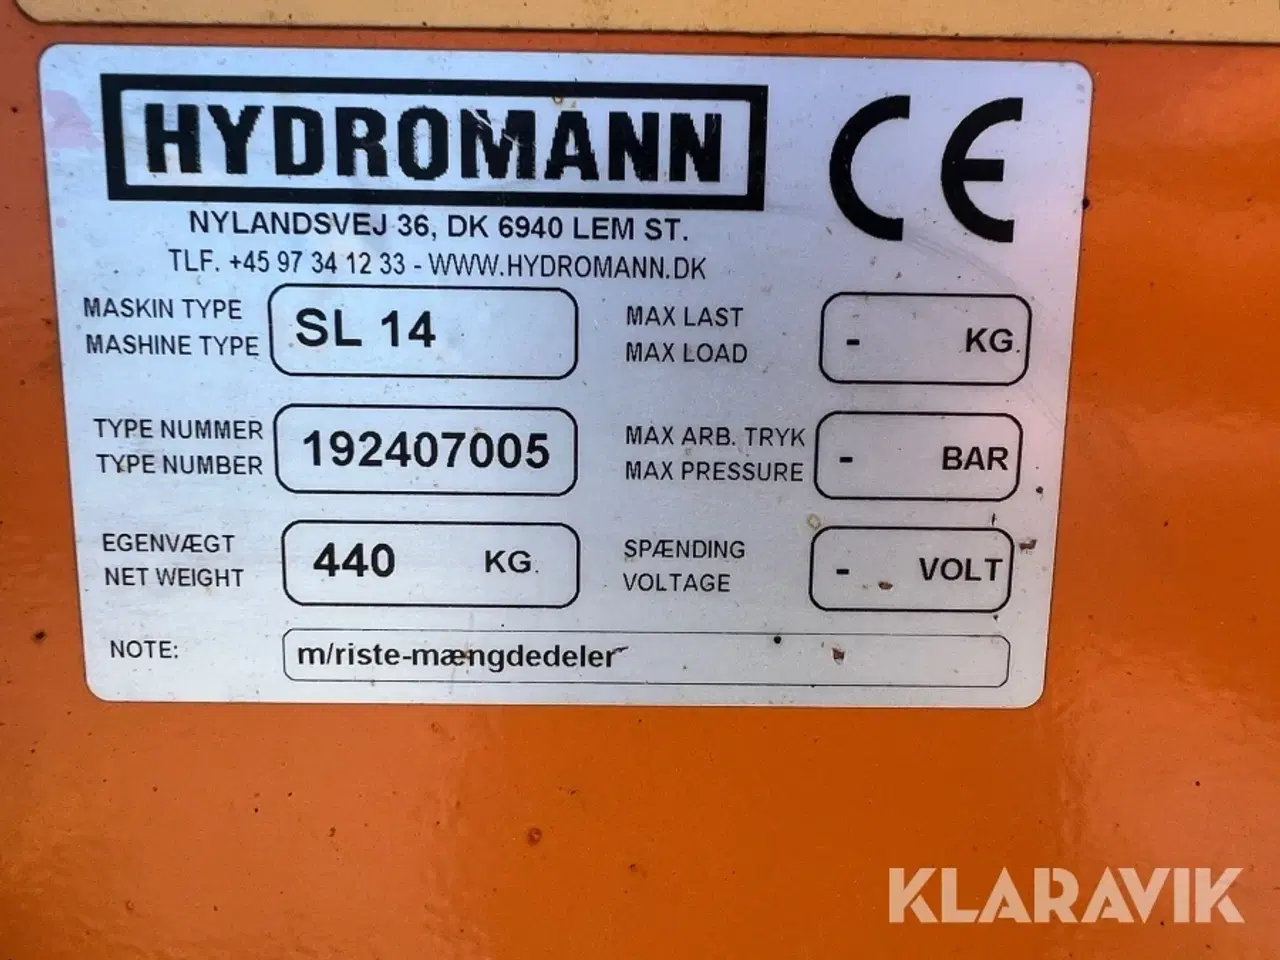 HYDROMANN
CE
NYLANDSVEJ 36, DK 6940 LEM ST.
TLF. +45 97 34 12 33 - WWW.HYDROMANN.DK
MASKIN TYPE
MASHINE TYPE
SL 14
MAX LAST
MAX LOAD
- KG.
TYPE NUMMER
TYPE NUMBER
192407005
MAX ARB. TRYK
MAX PRESSURE
- BAR
EGENVÆGT
NET WEIGHT
440 KG.
SPÆNDING
VOLTAGE
- VOLT
NOTE:
m/riste-mængdedeler
KLARAVIK